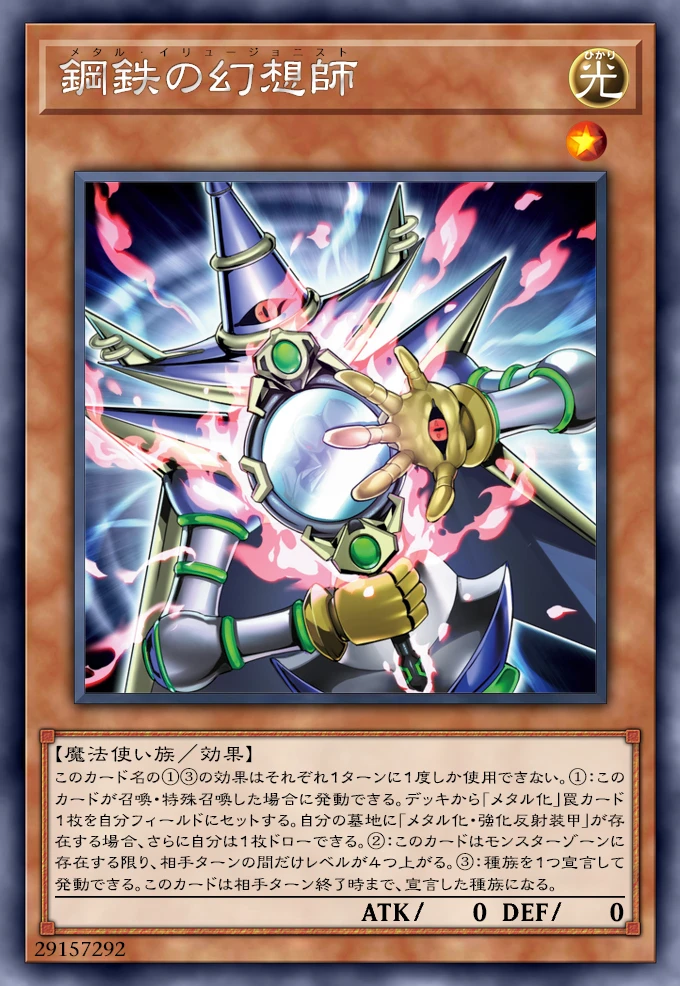 メタル・イリュージョニスト
鋼鉄の幻想師
ひかり
光
【魔法使い族／効果】
このカード名の①③の効果はそれぞれ1ターンに1度しか使用できない。①：この
カードが召喚・特殊召喚した場合に発動できる。デッキから「メタル化」罠カード
1枚を自分フィールドにセットする。自分の墓地に「メタル化・強化反射装甲」が存
在する場合、さらに自分は1枚ドローできる。②：このカードはモンスターゾーンに
存在する限り、相手ターンの間だけレベルが4つ上がる。③：種族を1つ宣言して
発動できる。このカードは相手ターン終了時まで、宣言した種族になる。
ATK/ 0 DEF/ 0
29157292